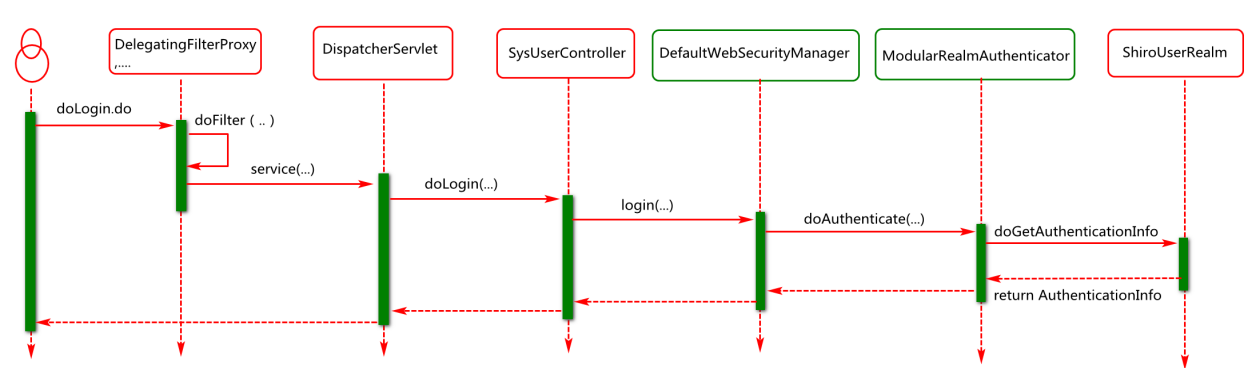 DelegatingFilterProxy
,....
DispatcherServlet
SysUserController
DefaultWebSecurityManager
ModularRealmAuthenticator
ShiroUserRealm
doLogin.do
doFilter ( .. )
service(...)
doLogin(...)
login(...)
doAuthenticate(...)
doGetAuthenticationInfo
return AuthenticationInfo